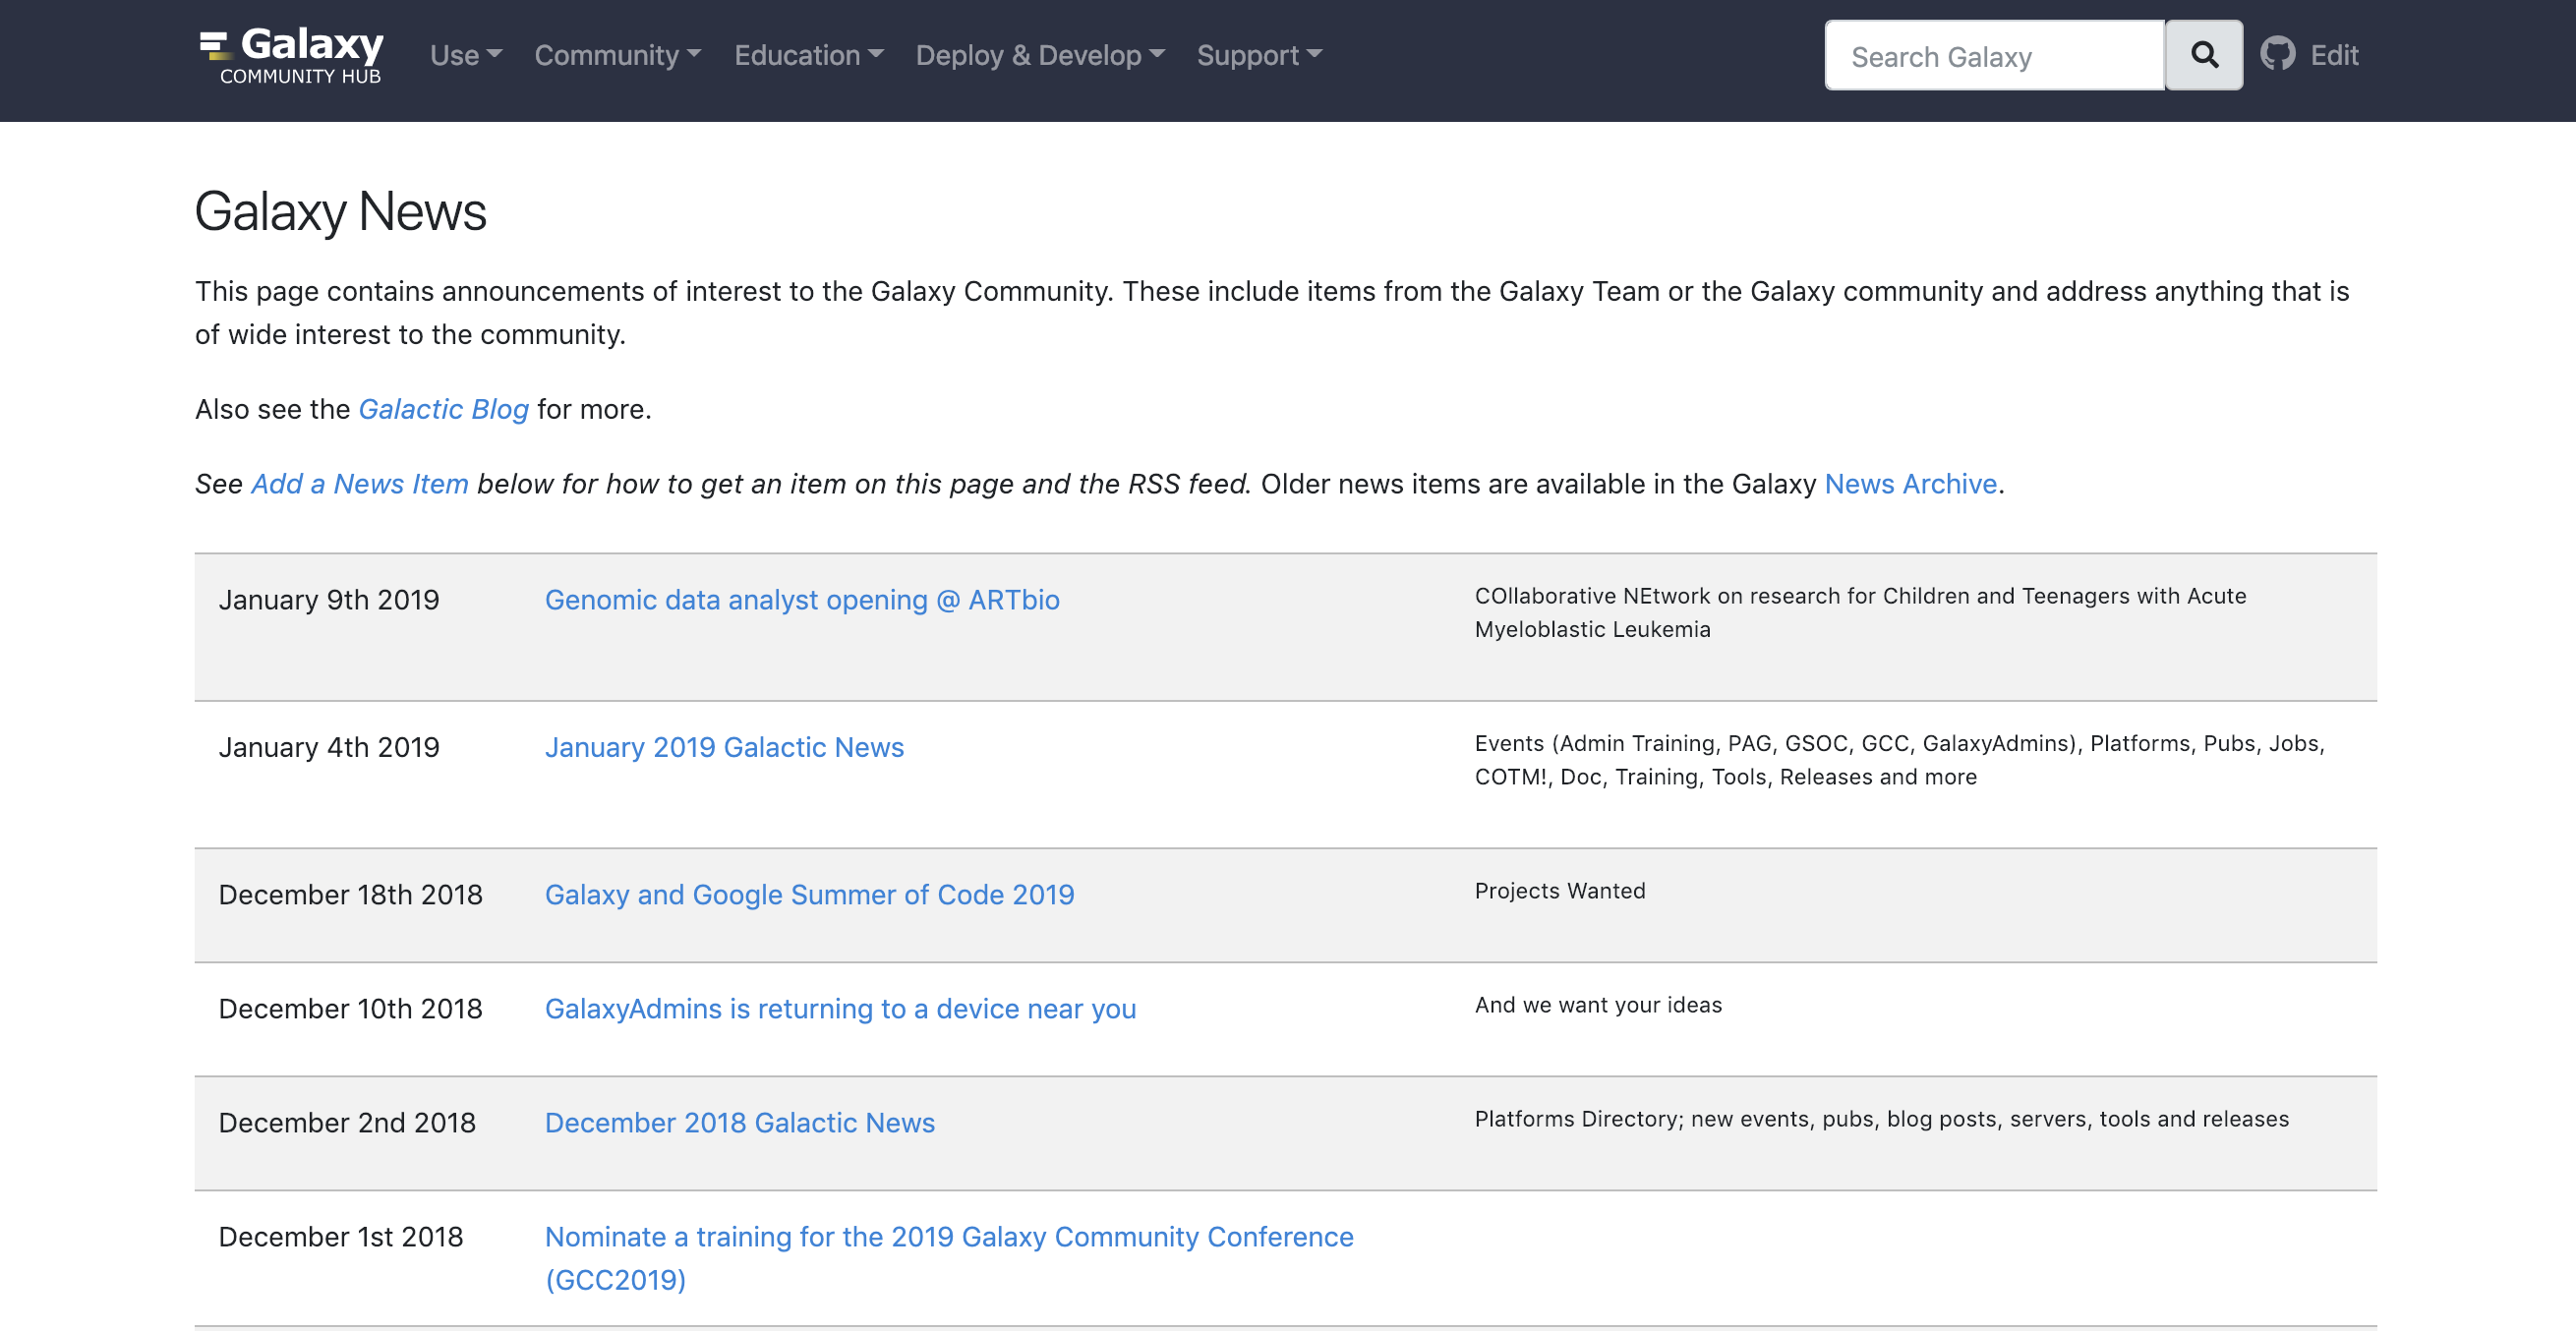 Galaxy
COMMUNITY HUB
Use
Community
Education
Deploy & Develop
Support
Search Galaxy
Edit
Galaxy News
This page contains announcements of interest to the Galaxy Community. These include items from the Galaxy Team or the Galaxy community and address anything that is
of wide interest to the community.
Also see the Galactic Blog for more.
See Add a News Item below for how to get an item on this page and the RSS feed. Older news items are available in the Galaxy News Archive.
January 9th 2019
Genomic data analyst opening @ ARTbio
COllaborative NEtwork on research for Children and Teenagers with Acute
Myeloblastic Leukemia
January 4th 2019
January 2019 Galactic News
Events (Admin Training, PAG, GSOC, GCC, GalaxyAdmins), Platforms, Pubs, Jobs,
COTM!, Doc, Training, Tools, Releases and more
December 18th 2018
Galaxy and Google Summer of Code 2019
Projects Wanted
December 10th 2018
GalaxyAdmins is returning to a device near you
And we want your ideas
December 2nd 2018
December 2018 Galactic News
Platforms Directory; new events, pubs, blog posts, servers, tools and releases
December 1st 2018
Nominate a training for the 2019 Galaxy Community Conference
(GCC2019)